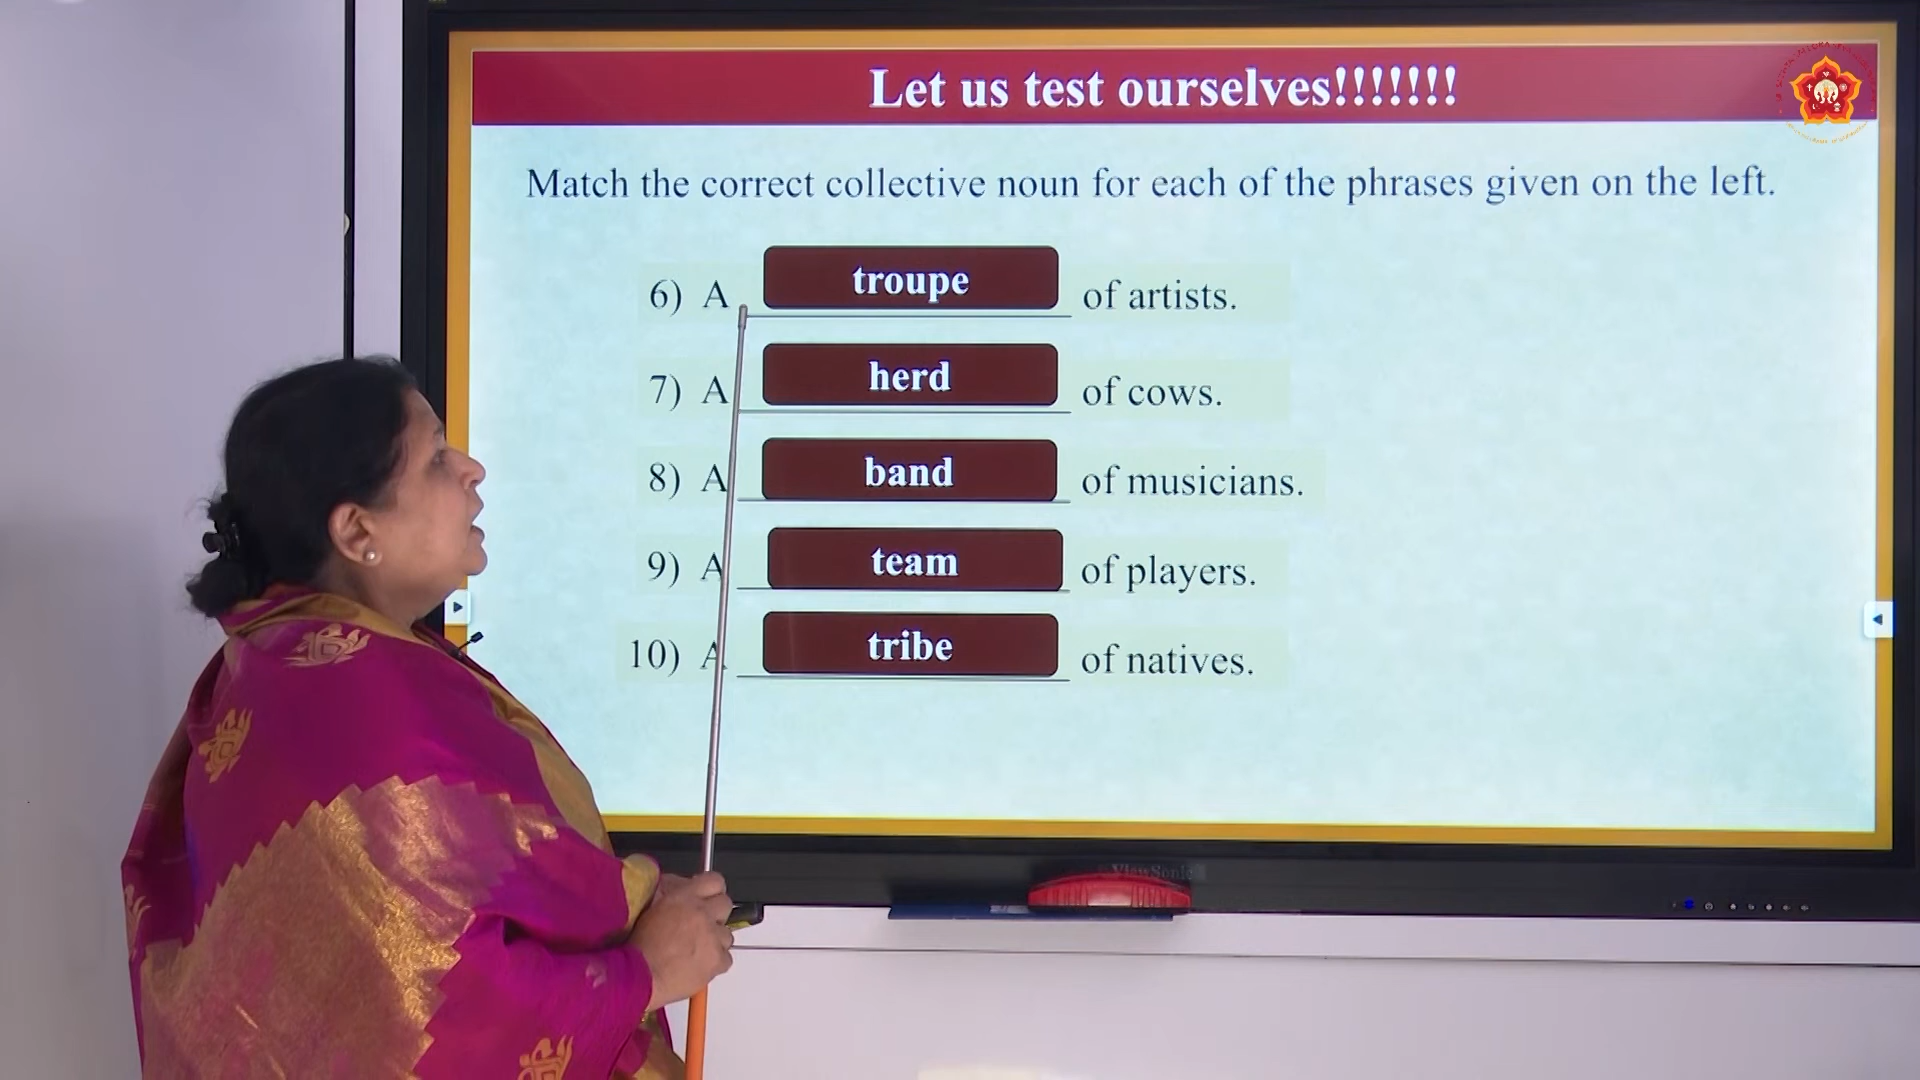 Let us test ourselves!!!!!!!
Match the correct collective noun for each of the phrases given on the left.
6) A troupe of artists.
7) A herd of cows.
8) A band of musicians.
9) A team of players.
10) A tribe of natives.
ViewSonic